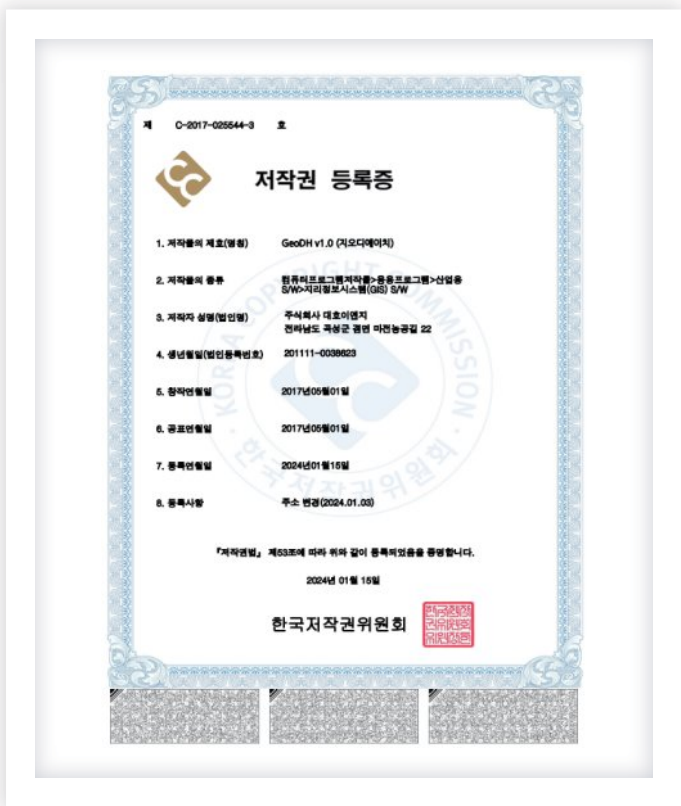 제 C-2017-025544-3 호
저작권 등록증
1. 저작물의 제호(명칭) GeoDH v1.0 (지오디에이치)
2. 저작물의 종류 컴퓨터프로그램저작물>응용프로그램>산업용
S/W>지리정보시스템(GIS) S/W
3. 저작자 성명(법인명) 주식회사 대호이엔지
전라남도 곡성군 겸면 마전농공길 22
4. 생년월일(법인등록번호) 201111-0038623
5. 창작연월일 2017년05월01일
6. 공표연월일 2017년05월01일
7. 등록연월일 2024년01월15일
8. 등록사항 주소 변경(2024.01.03)
『저작권법』 제53조에 따라 위와 같이 등록되었음을 증명합니다.
2024년 01월 15일
한국저작권위원회
KOREA COPYRIGHT COMMISSION
한국저작권위원회